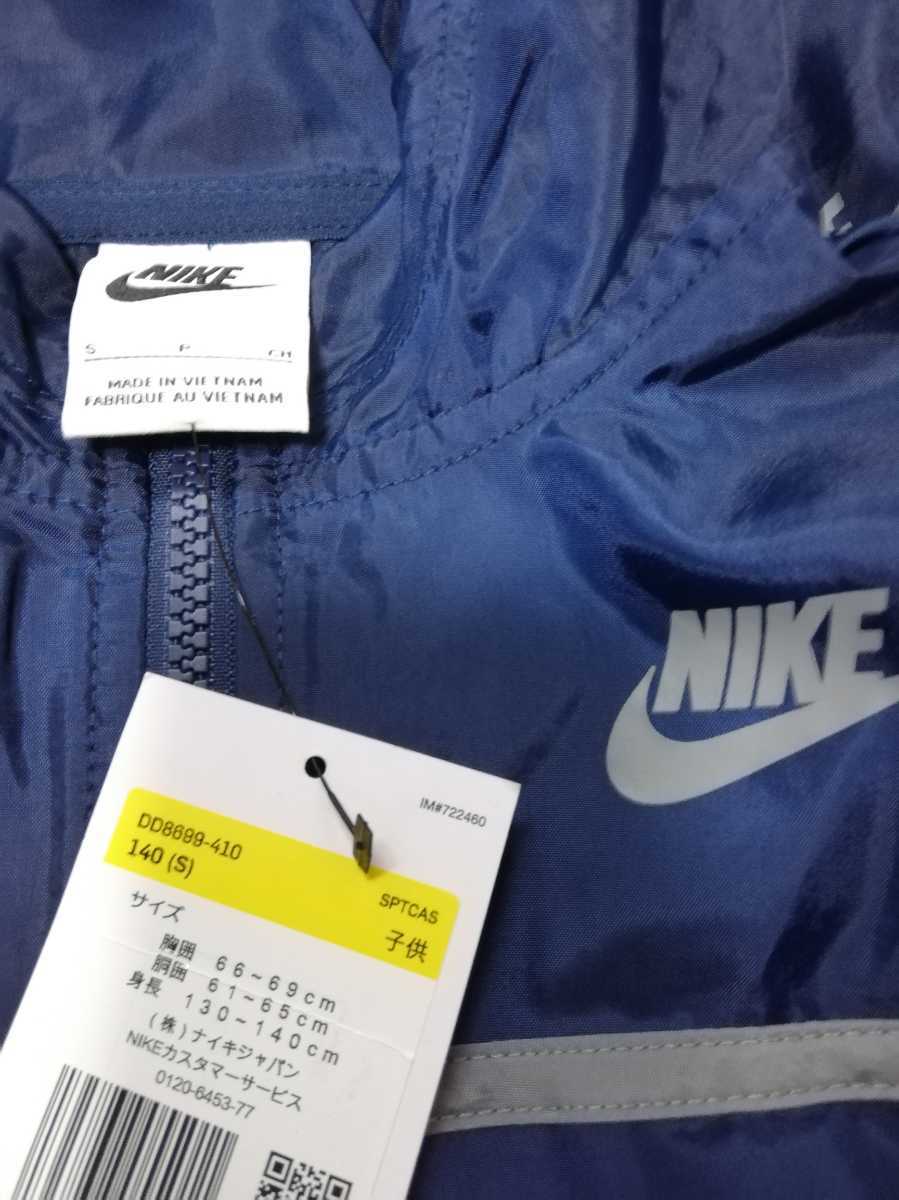 NIKE
S P CH
MADE IN VIETNAM
FABRIQUE AU VIETNAM
NIKE
IM#722460
DD8699-410
140 (S)
SPTCAS
サイズ
子供
胸囲 66~69cm
胴囲 61~65cm
身長 130~140cm
(株)ナイキジャパン
NIKEカスタマーサービス
0120-6453-77